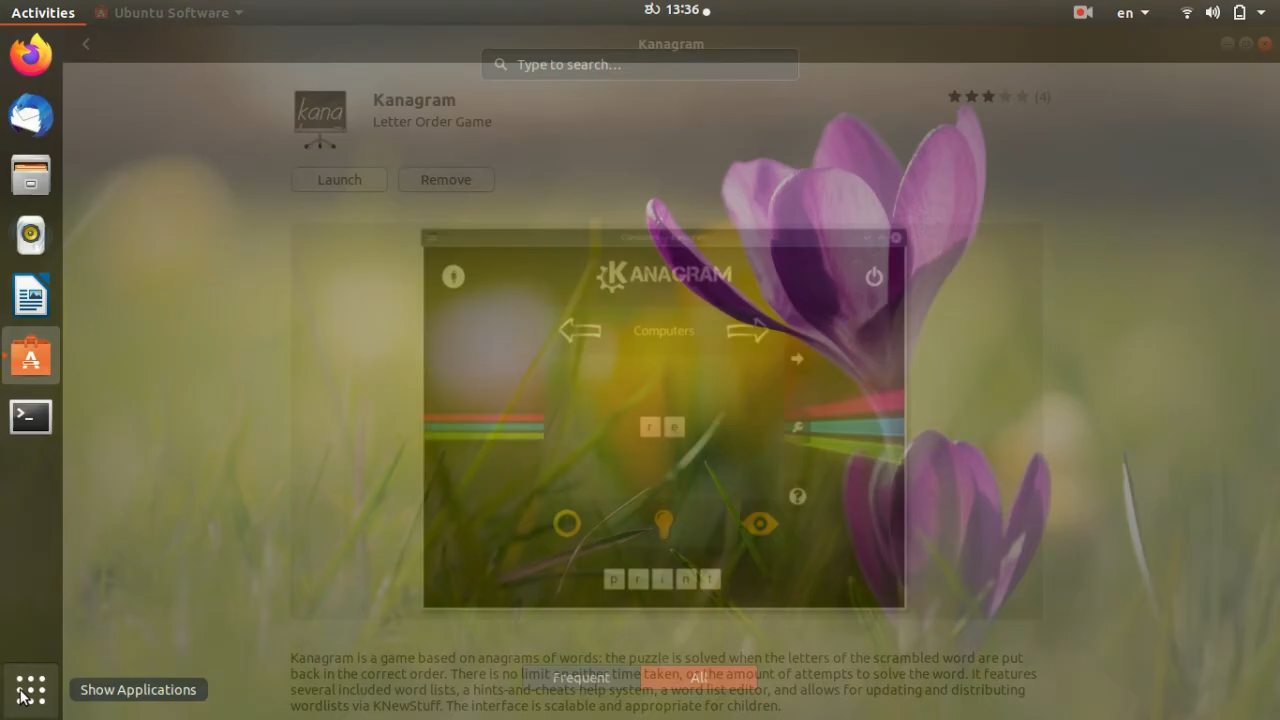 Activities
Ubuntu Software
ಶು 13:36
en
Kanagram
Type to search...
kana
Kanagram
Letter Order Game
(4)
Launch
Remove
KANAGRAM
Computers
r e
p r i n t
Kanagram is a game based on anagrams of words: the puzzle is solved when the letters of the scrambled word are put
back in the correct order. There is no limit on either time taken, or the amount of attempts to solve the word. It features
several included word lists, a hints-and-cheats help system, a word list editor, and allows for updating and distributing
wordlists via KNewStuff. The interface is scalable and appropriate for children.
Frequent
All
Show Applications